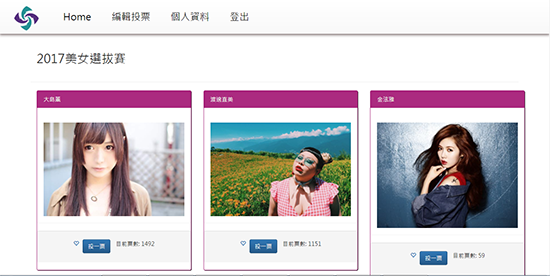 Home 編輯投票 個人資料 登出
2017美女選拔賽
大島薰
渡邊直美
金泫雅
投一票 目前票數: 1492
投一票 目前票數: 1151
投一票 目前票數: 59